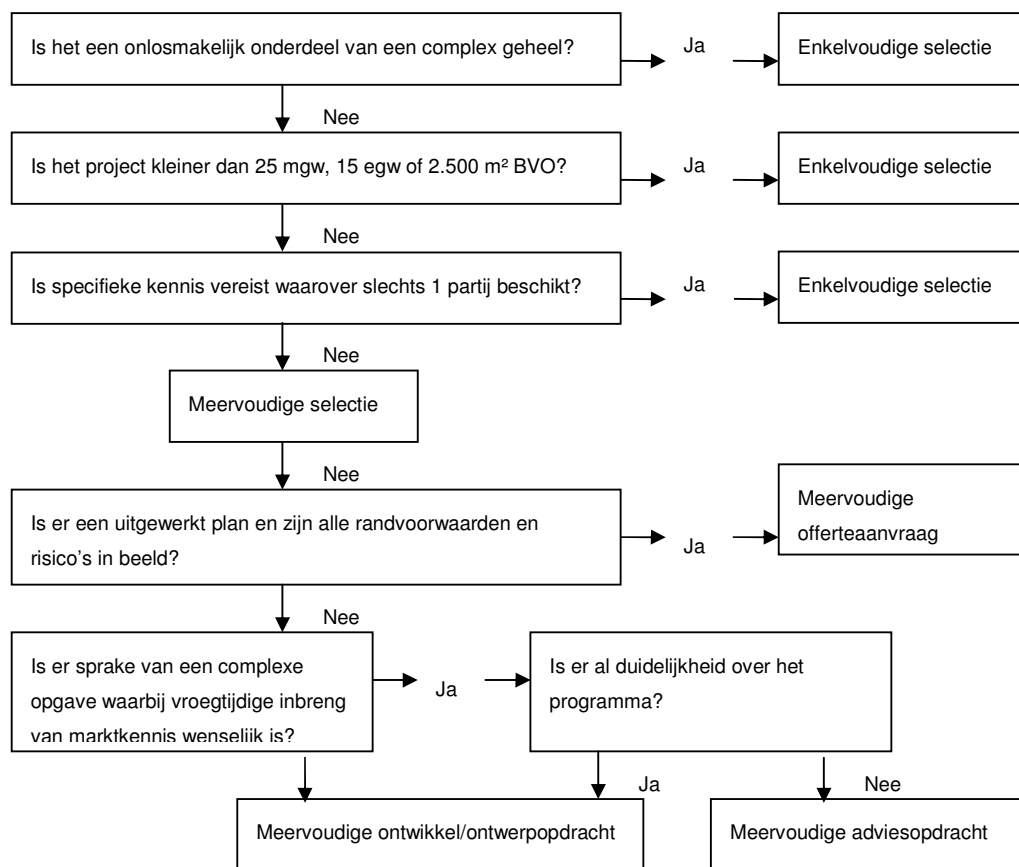 Is het een onlosmakelijk onderdeel van een complex geheel?
Ja
Enkelvoudige selectie
Nee
Is het project kleiner dan 25 mgw, 15 egw of 2.500 m² BVO?
Ja
Enkelvoudige selectie
Nee
Is specifieke kennis vereist waarover slechts 1 partij beschikt?
Ja
Enkelvoudige selectie
Nee
Meervoudige selectie
Nee
Is er een uitgewerkt plan en zijn alle randvoorwaarden en
risico's in beeld?
Ja
Meervoudige
offerteaanvraag
Nee
Is er sprake van een complexe
opgave waarbij vroegtijdige inbreng
van marktkennis wenselijk is?
Ja
Is er al duidelijkheid over het
programma?
Ja
Nee
Meervoudige ontwikkel/ontwerpopdracht
Meervoudige adviesopdracht